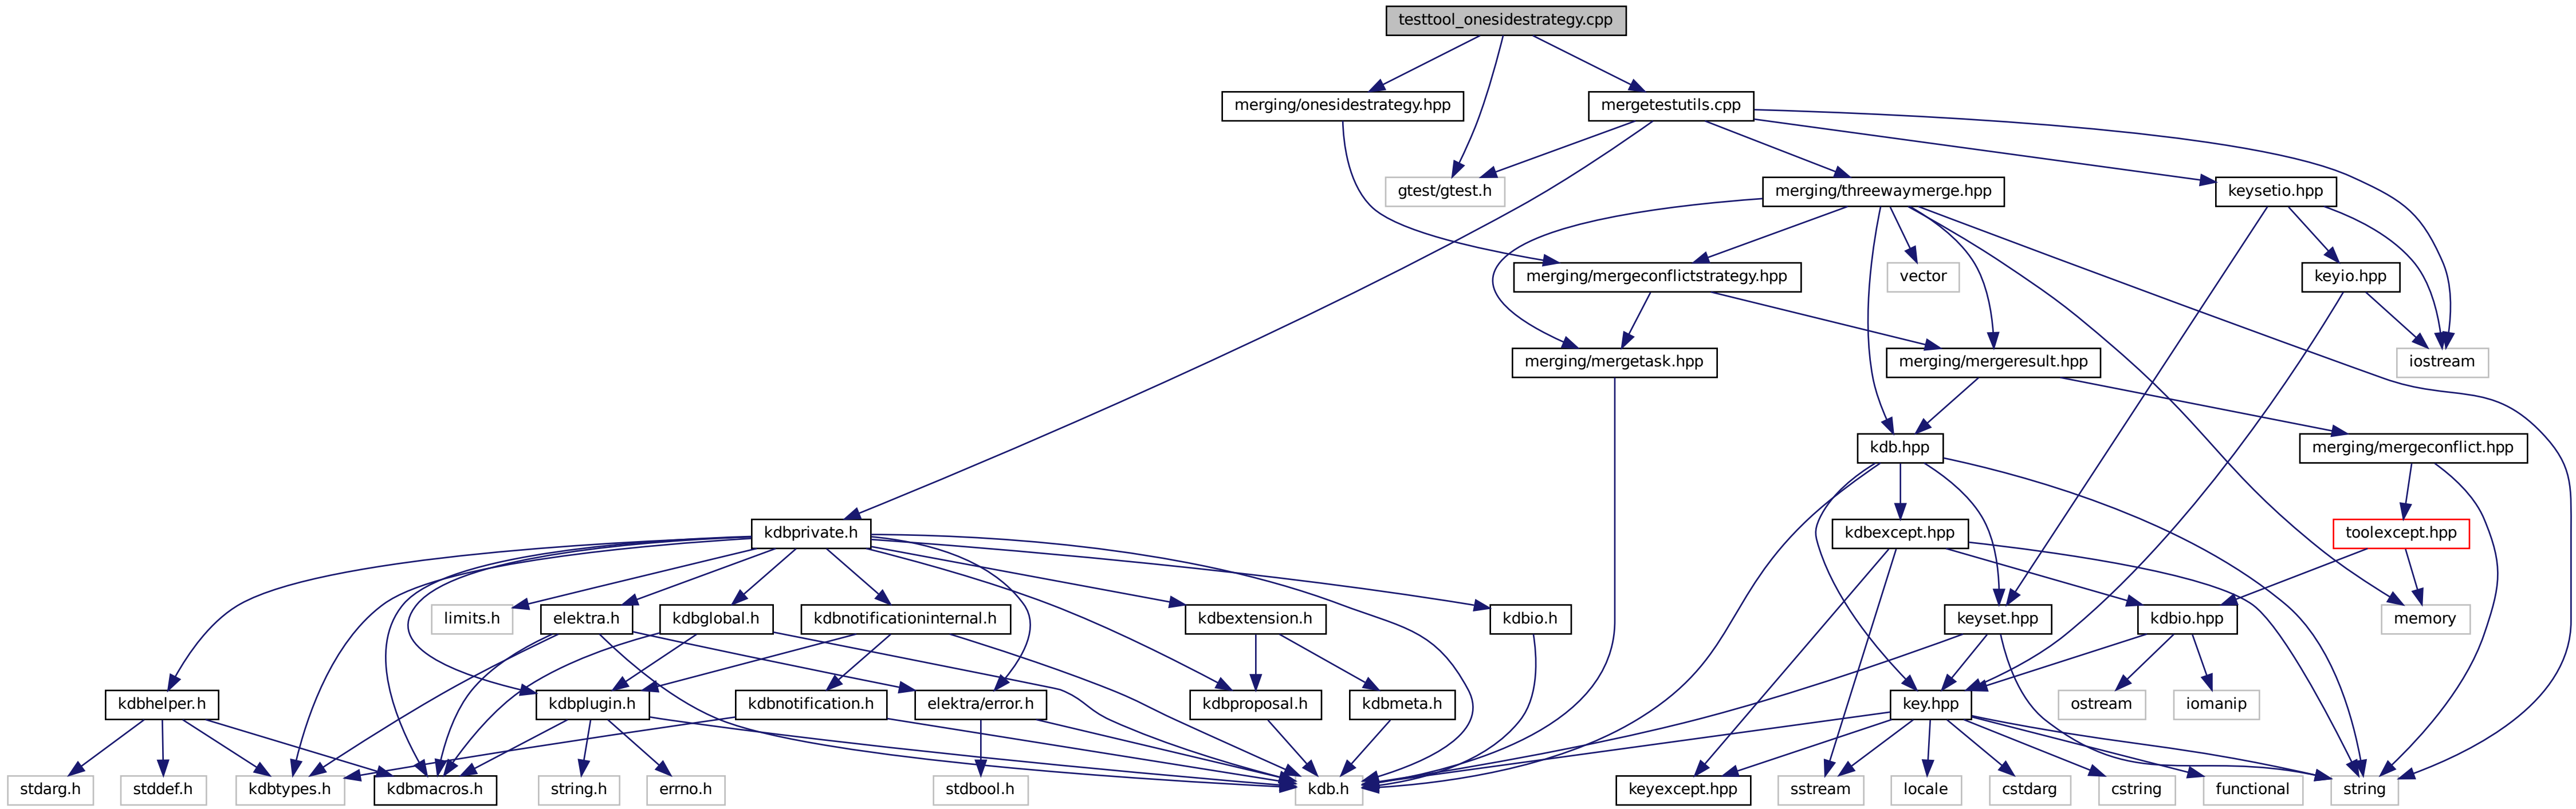 testtool_onesidestrategy.cpp
merging/onesidestrategy.hpp
mergetestutils.cpp
gtest/gtest.h
merging/threewaymerge.hpp
keysetio.hpp
merging/mergeconflictstrategy.hpp
vector
keyio.hpp
merging/mergetask.hpp
merging/mergeresult.hpp
iostream
kdb.hpp
merging/mergeconflict.hpp
kdbprivate.h
kdbexcept.hpp
toolexcept.hpp
limits.h
elektra.h
kdbglobal.h
kdbnotificationinternal.h
kdbextension.h
kdbio.h
keyset.hpp
kdbio.hpp
memory
kdbhelper.h
kdbplugin.h
kdbnotification.h
elektra/error.h
kdbproposal.h
kdbmeta.h
key.hpp
ostream
iomanip
stdarg.h
stddef.h
kdbtypes.h
kdbmacros.h
string.h
errno.h
stdbool.h
kdb.h
keyexcept.hpp
sstream
locale
cstdarg
cstring
functional
string